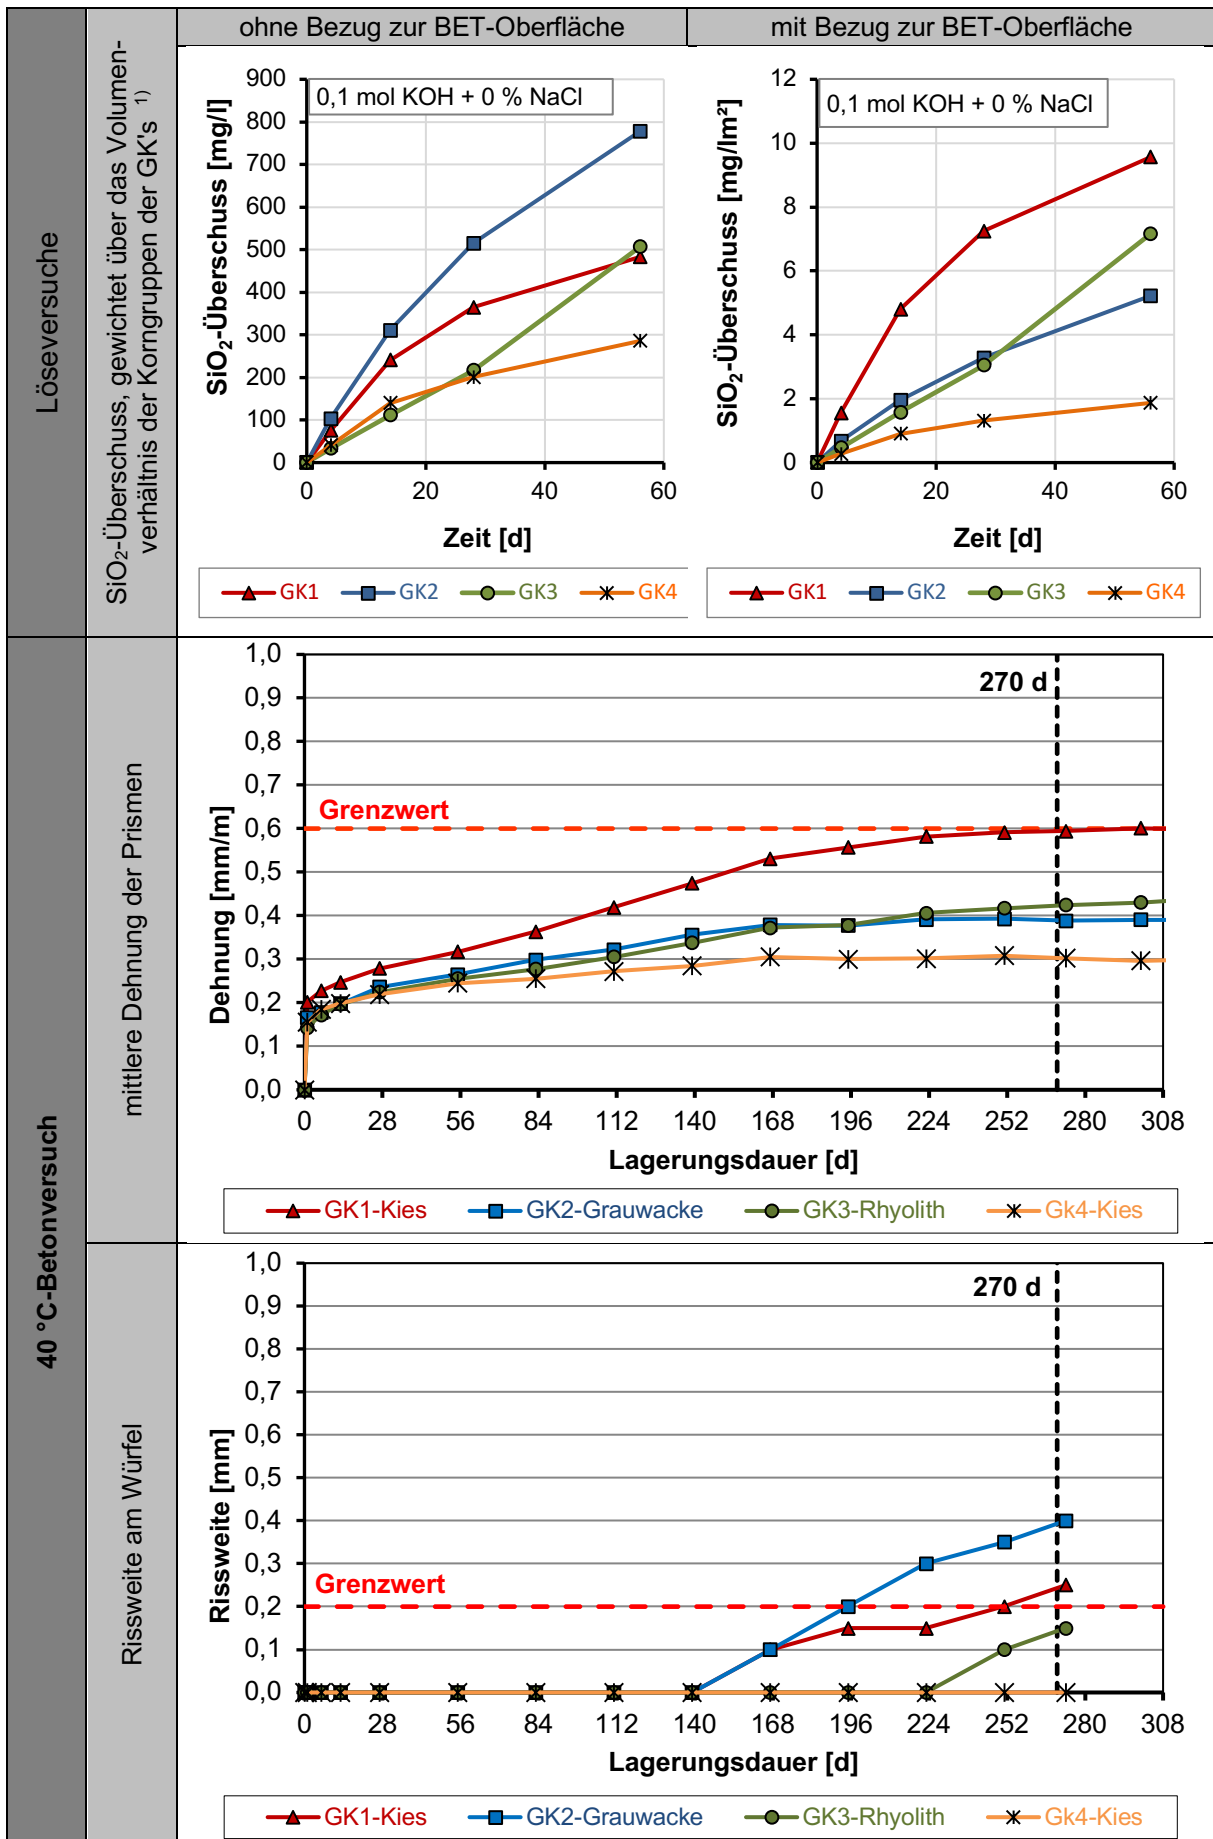 ohne Bezug zur BET-Oberfläche
mit Bezug zur BET-Oberfläche
Löseversuche
SiO₂-Überschuss, gewichtet über das Volumen-
verhältnis der Korngruppen der GK's ¹⁾
SiO₂-Überschuss [mg/l]
900
800
700
600
500
400
300
200
100
0
0,1 mol KOH + 0 % NaCl
0 20 40 60
Zeit [d]
GK1 GK2 GK3 GK4
SiO₂-Überschuss [mg/lm²]
12
10
8
6
4
2
0
0,1 mol KOH + 0 % NaCl
0 20 40 60
Zeit [d]
GK1 GK2 GK3 GK4
40 °C-Betonversuch
mittlere Dehnung der Prismen
Dehnung [mm/m]
1,0
0,9
0,8
0,7
0,6
0,5
0,4
0,3
0,2
0,1
0,0
270 d
Grenzwert
0 28 56 84 112 140 168 196 224 252 280 308
Lagerungsdauer [d]
GK1-Kies GK2-Grauwacke GK3-Rhyolith Gk4-Kies
Rissweite am Würfel
Rissweite [mm]
1,0
0,9
0,8
0,7
0,6
0,5
0,4
0,3
0,2
0,1
0,0
270 d
Grenzwert
0 28 56 84 112 140 168 196 224 252 280 308
Lagerungsdauer [d]
GK1-Kies GK2-Grauwacke GK3-Rhyolith Gk4-Kies